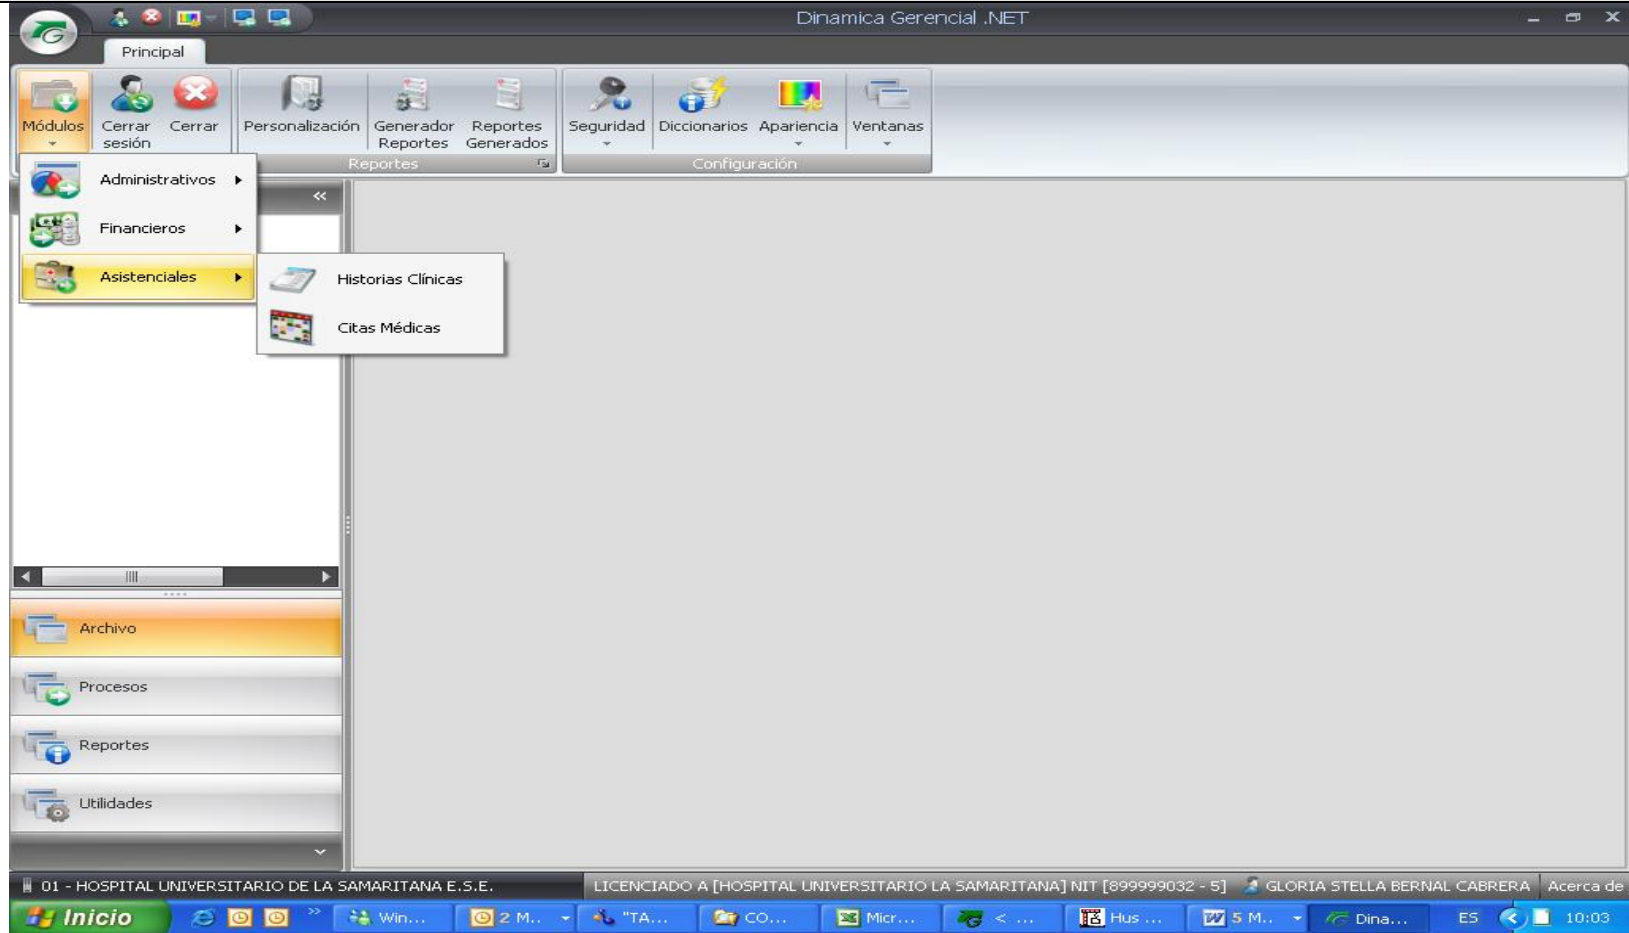 Dinamica Gerencial .NET
Principal
Módulos
Cerrar sesión
Cerrar
Personalización
Generador Reportes
Reportes Generados
Seguridad
Diccionarios
Apariencia
Ventanas
Reportes
Configuración
Administrativos
Financieros
Asistenciales
Historias Clínicas
Citas Médicas
Archivo
Procesos
Reportes
Utilidades
01 - HOSPITAL UNIVERSITARIO DE LA SAMARITANA E.S.E.
LICENCIADO A [HOSPITAL UNIVERSITARIO LA SAMARITANA] NIT [899999032 - 5]
GLORIA STELLA BERNAL CABRERA
Acerca de
Inicio
Win...
2 M..
"TA...
CO...
Micr...
< ...
Hus ...
5 M..
Dina...
ES
10:03